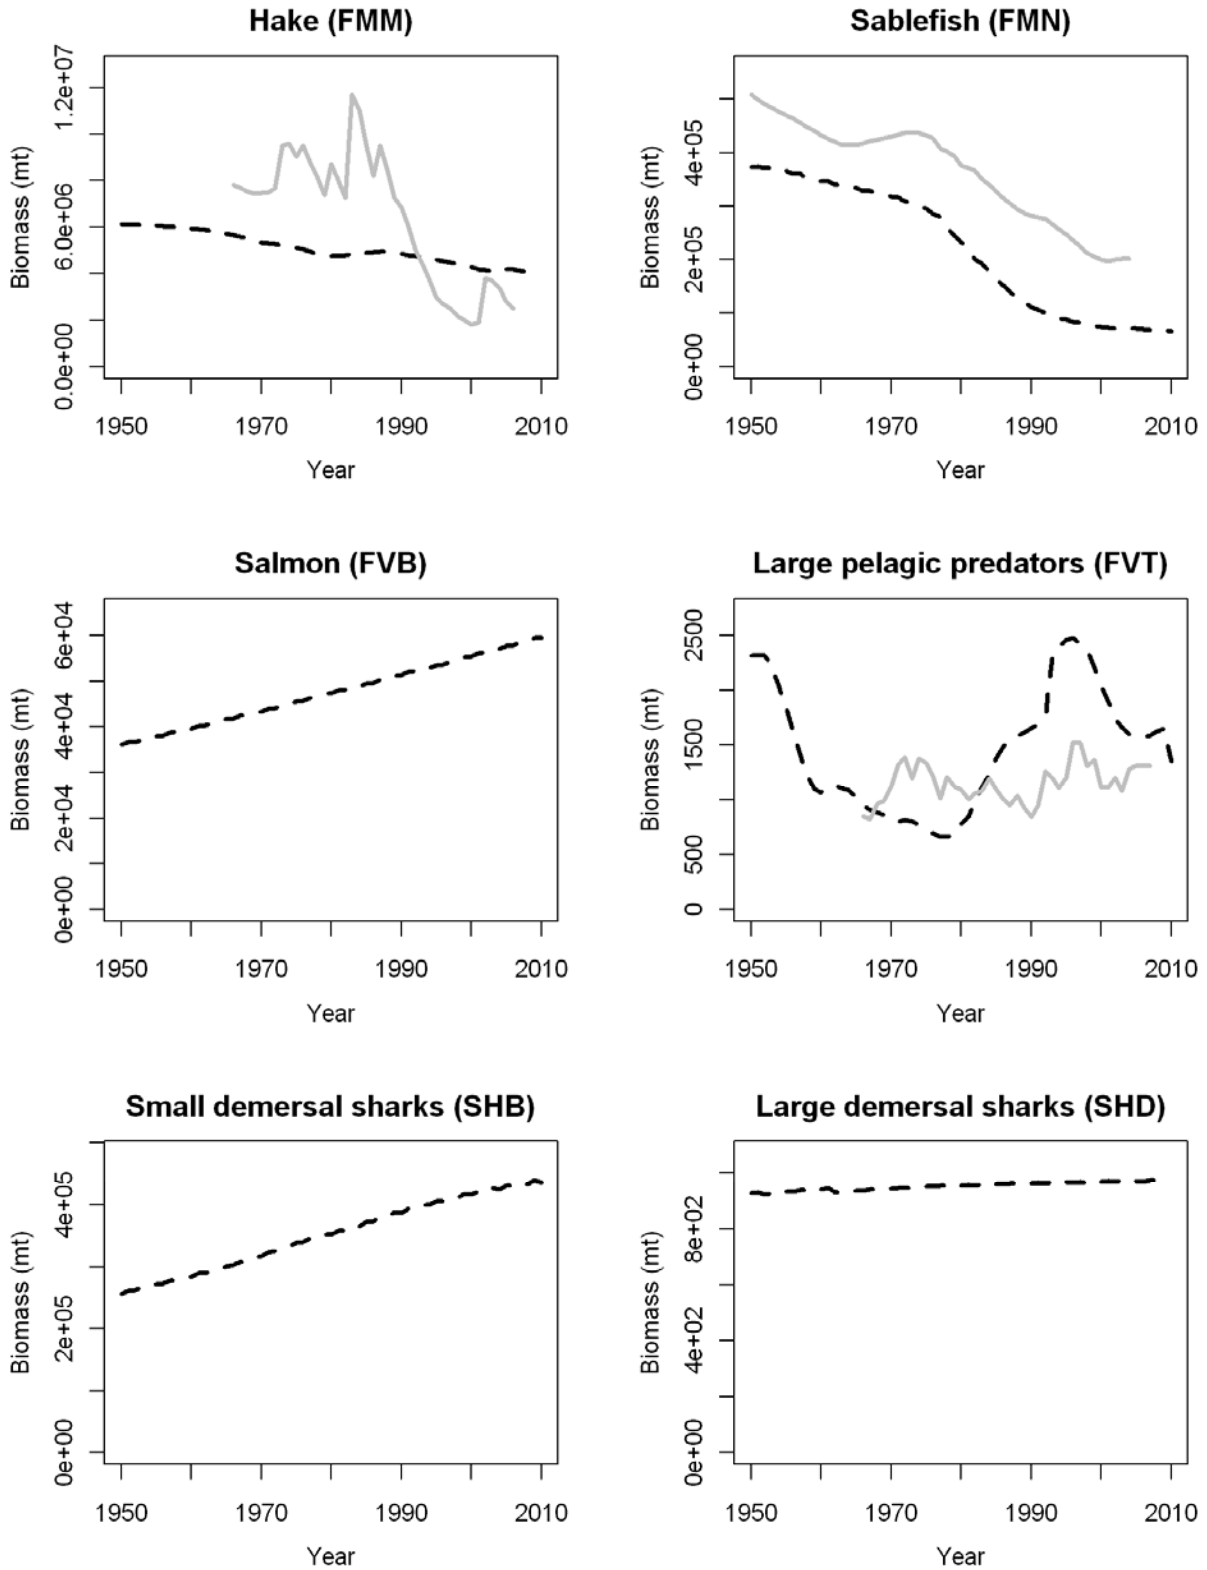 Hake (FMM)
Biomass (mt)
1.2e+07
6.0e+06
0.0e+00
1950 1970 1990 2010
Year
Sablefish (FMN)
Biomass (mt)
4e+05
2e+05
0e+00
1950 1970 1990 2010
Year
Salmon (FVB)
Biomass (mt)
6e+04
4e+04
2e+04
0e+00
1950 1970 1990 2010
Year
Large pelagic predators (FVT)
Biomass (mt)
2500
1500
500
0
1950 1970 1990 2010
Year
Small demersal sharks (SHB)
Biomass (mt)
4e+05
2e+05
0e+00
1950 1970 1990 2010
Year
Large demersal sharks (SHD)
Biomass (mt)
8e+02
4e+02
0e+00
1950 1970 1990 2010
Year